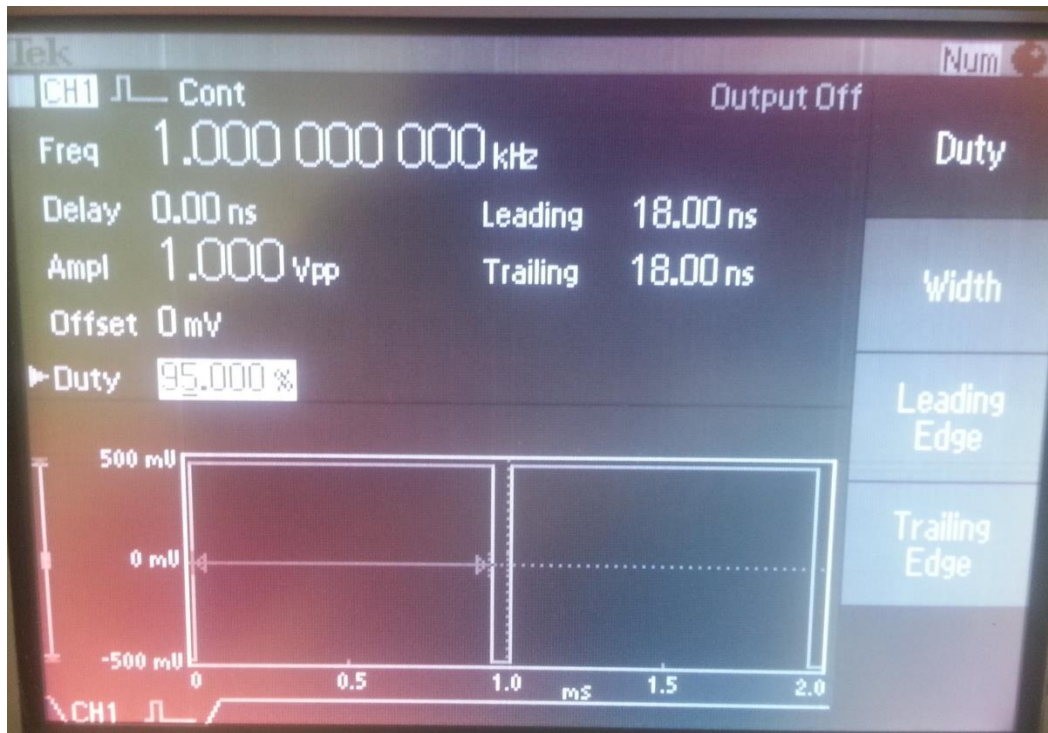 Tek
Num
CH1 Cont
Output Off
Freq 1.000 000 000 kHz
Delay 0.00 ns
Leading 18.00 ns
Ampl 1.000 Vpp
Trailing 18.00 ns
Offset 0 mV
Duty 95.000 %
500 mV
0 mV
-500 mV
0 0.5 1.0 ms 1.5 2.0
CH1
Duty
Width
Leading
Edge
Trailing
Edge